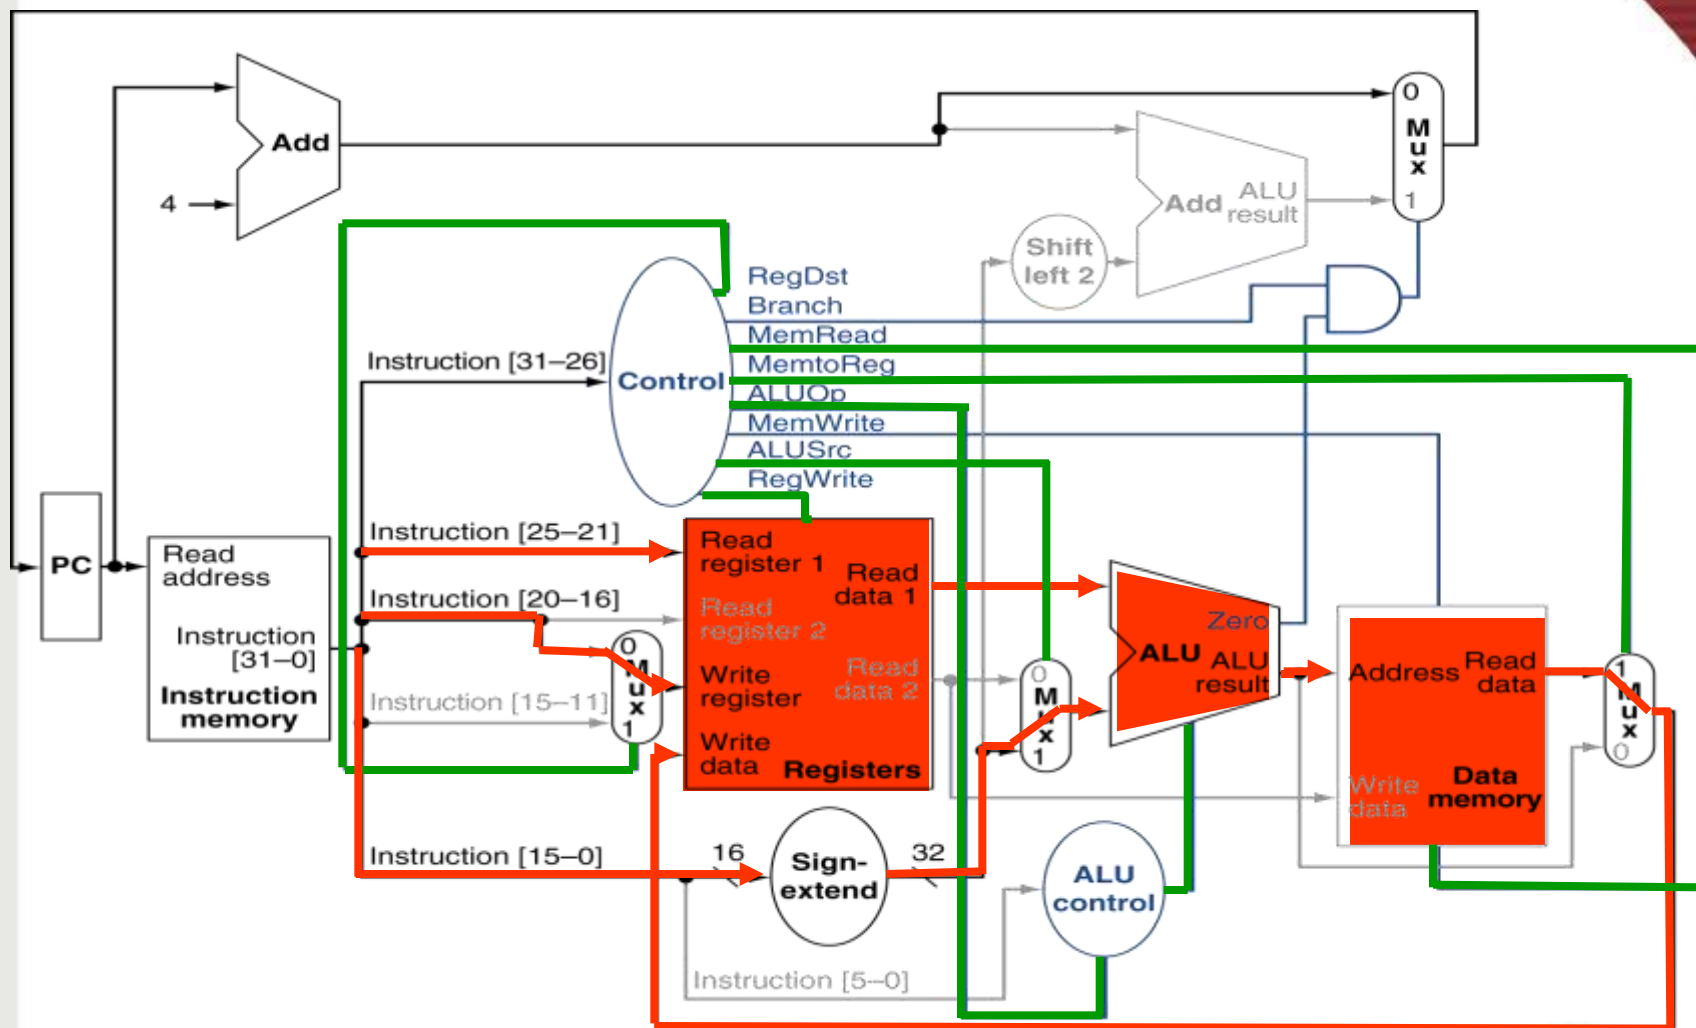 0
Mux
1
Add
4
Add
ALU
result
Shift
left 2
RegDst
Branch
MemRead
MemtoReg
ALUOp
MemWrite
ALUSrc
RegWrite
Instruction [31–26]
Control
PC
Read
address
Instruction
[31–0]
Instruction
memory
Instruction [25–21]
Instruction [20–16]
Instruction [15–11]
0
Mux
1
Read
register 1
Read
data 1
Read
register 2
Write
register
Read
data 2
Write
data
Registers
0
Mux
1
Zero
ALU
ALU
result
Address
Read
data
Write
data
Data
memory
1
Mux
0
Instruction [15–0]
16
Sign-
extend
32
ALU
control
Instruction [5–0]